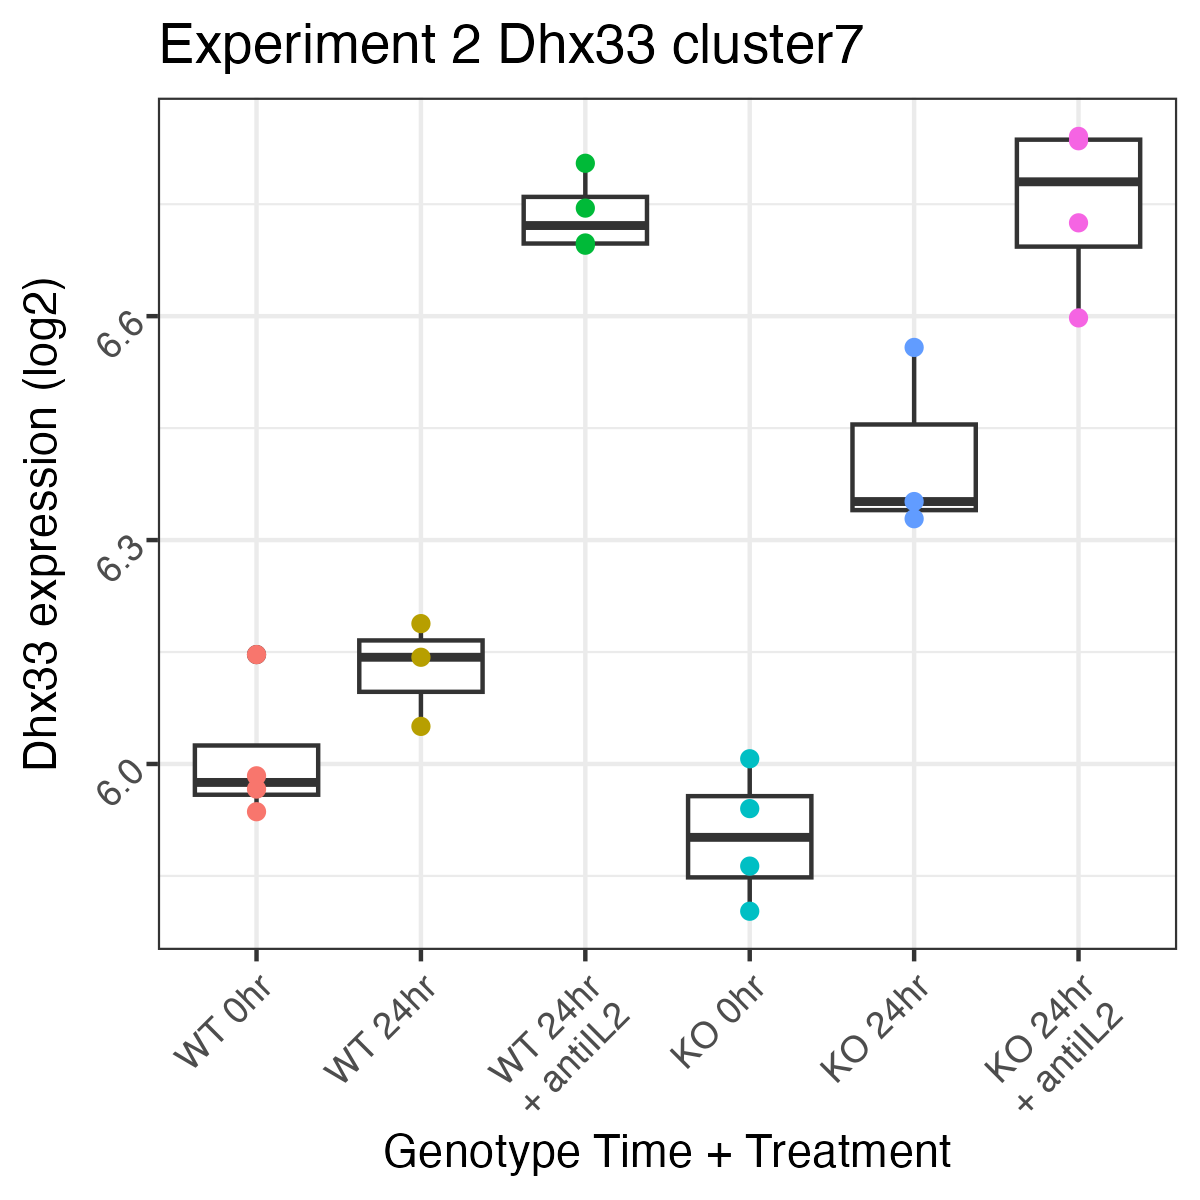 Experiment 2 Dhx33 cluster7
Dhx33 expression (log2)
6.6
6.3
6.0
WT 0hr
WT 24hr
WT 24hr
+ antiIL2
KO 0hr
KO 24hr
KO 24hr
+ antiIL2
Genotype Time + Treatment